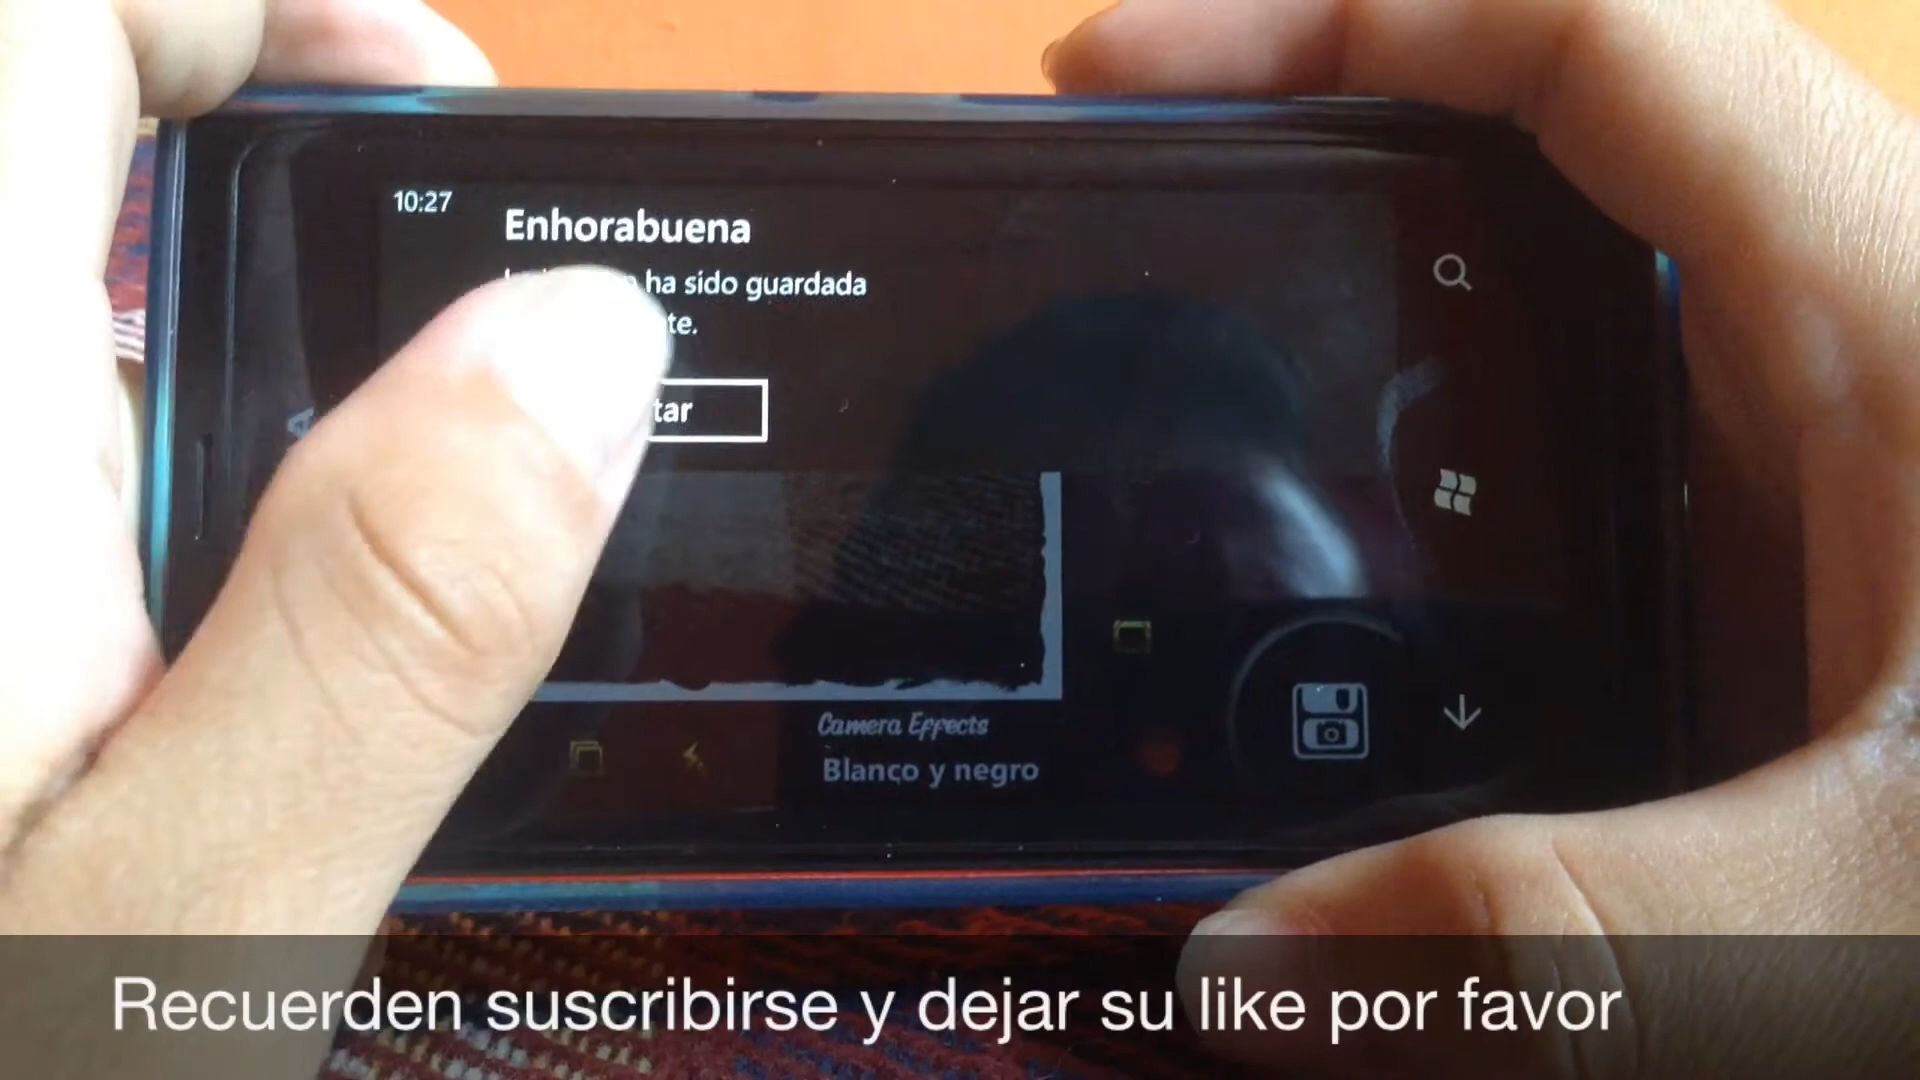 10:27
Enhorabuena
ha sido guardada
te.
tar
Camera Effects
Blanco y negro
Recuerden suscribirse y dejar su like por favor